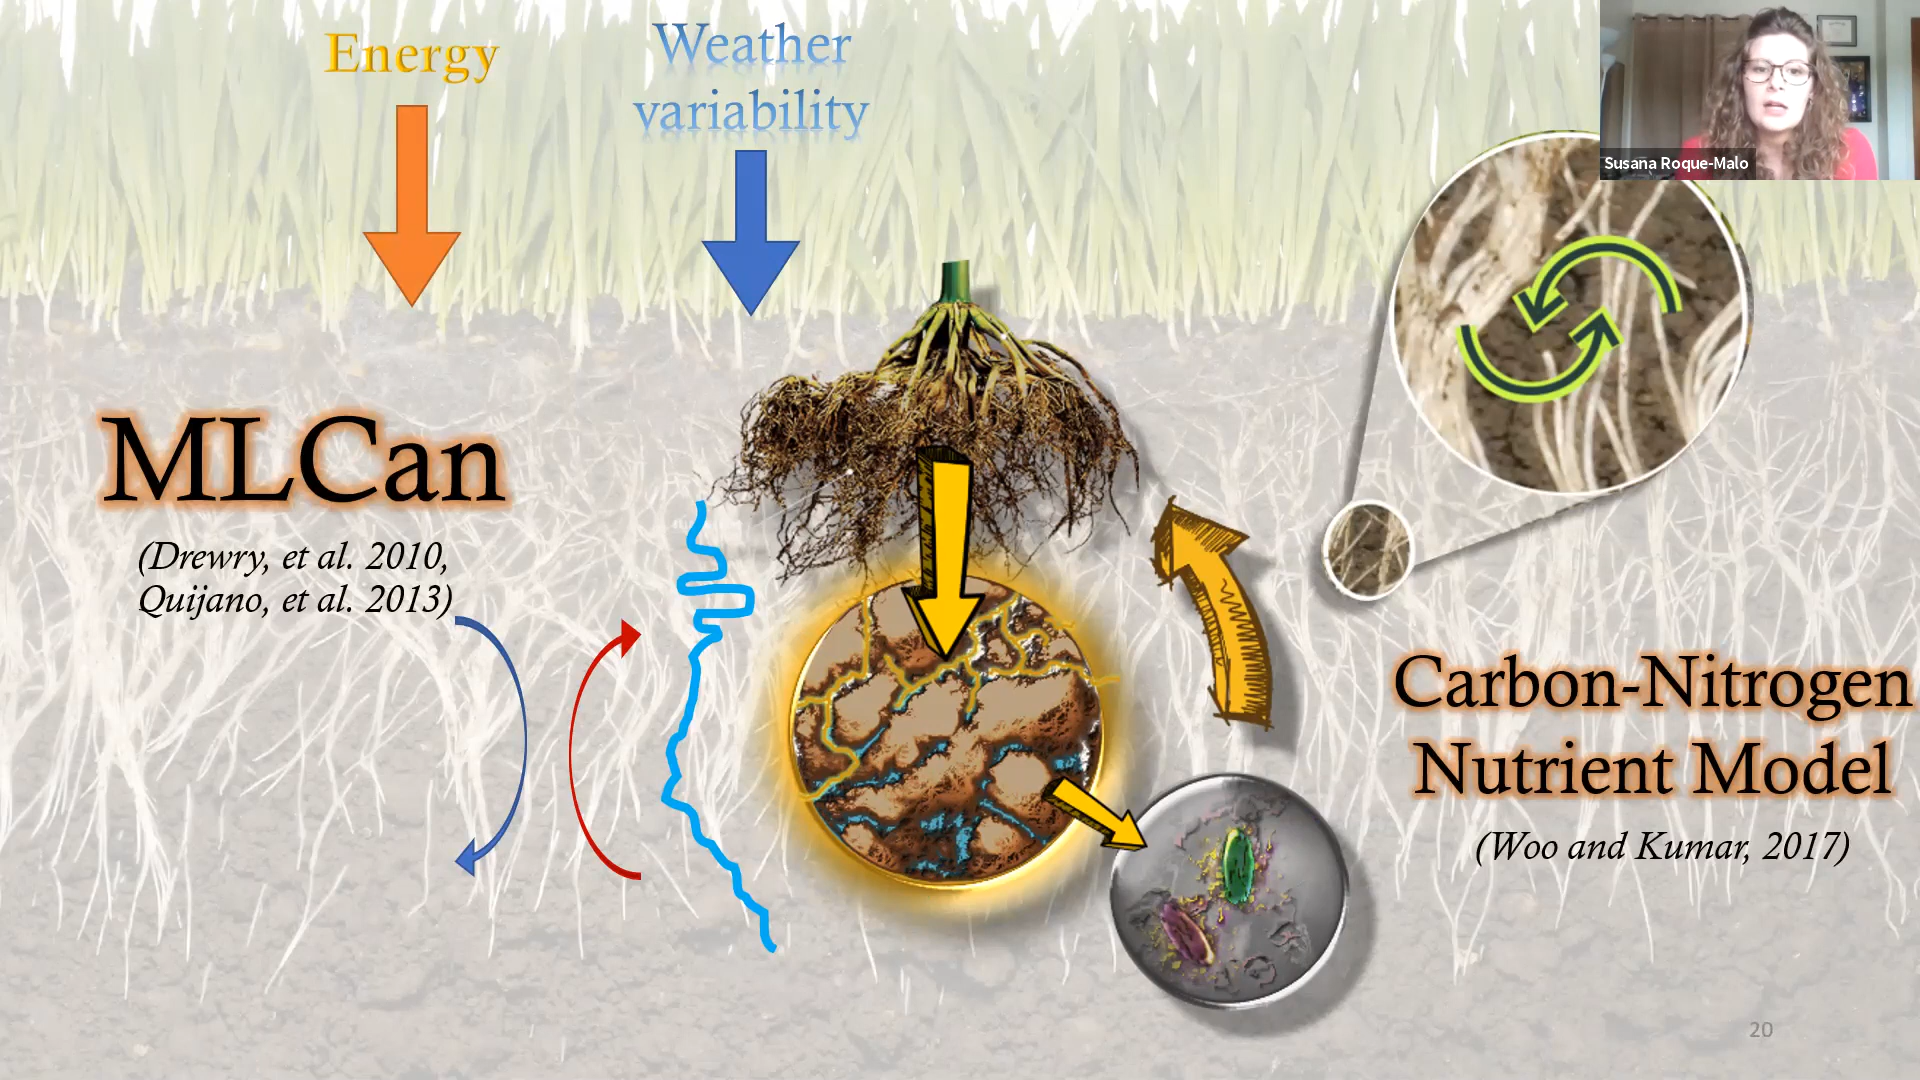 Energy
Weather
variability
Susana Roque-Malo
MLCan
(Drewry, et al. 2010,
Quijano, et al. 2013)
Carbon-Nitrogen
Nutrient Model
(Woo and Kumar, 2017)
20